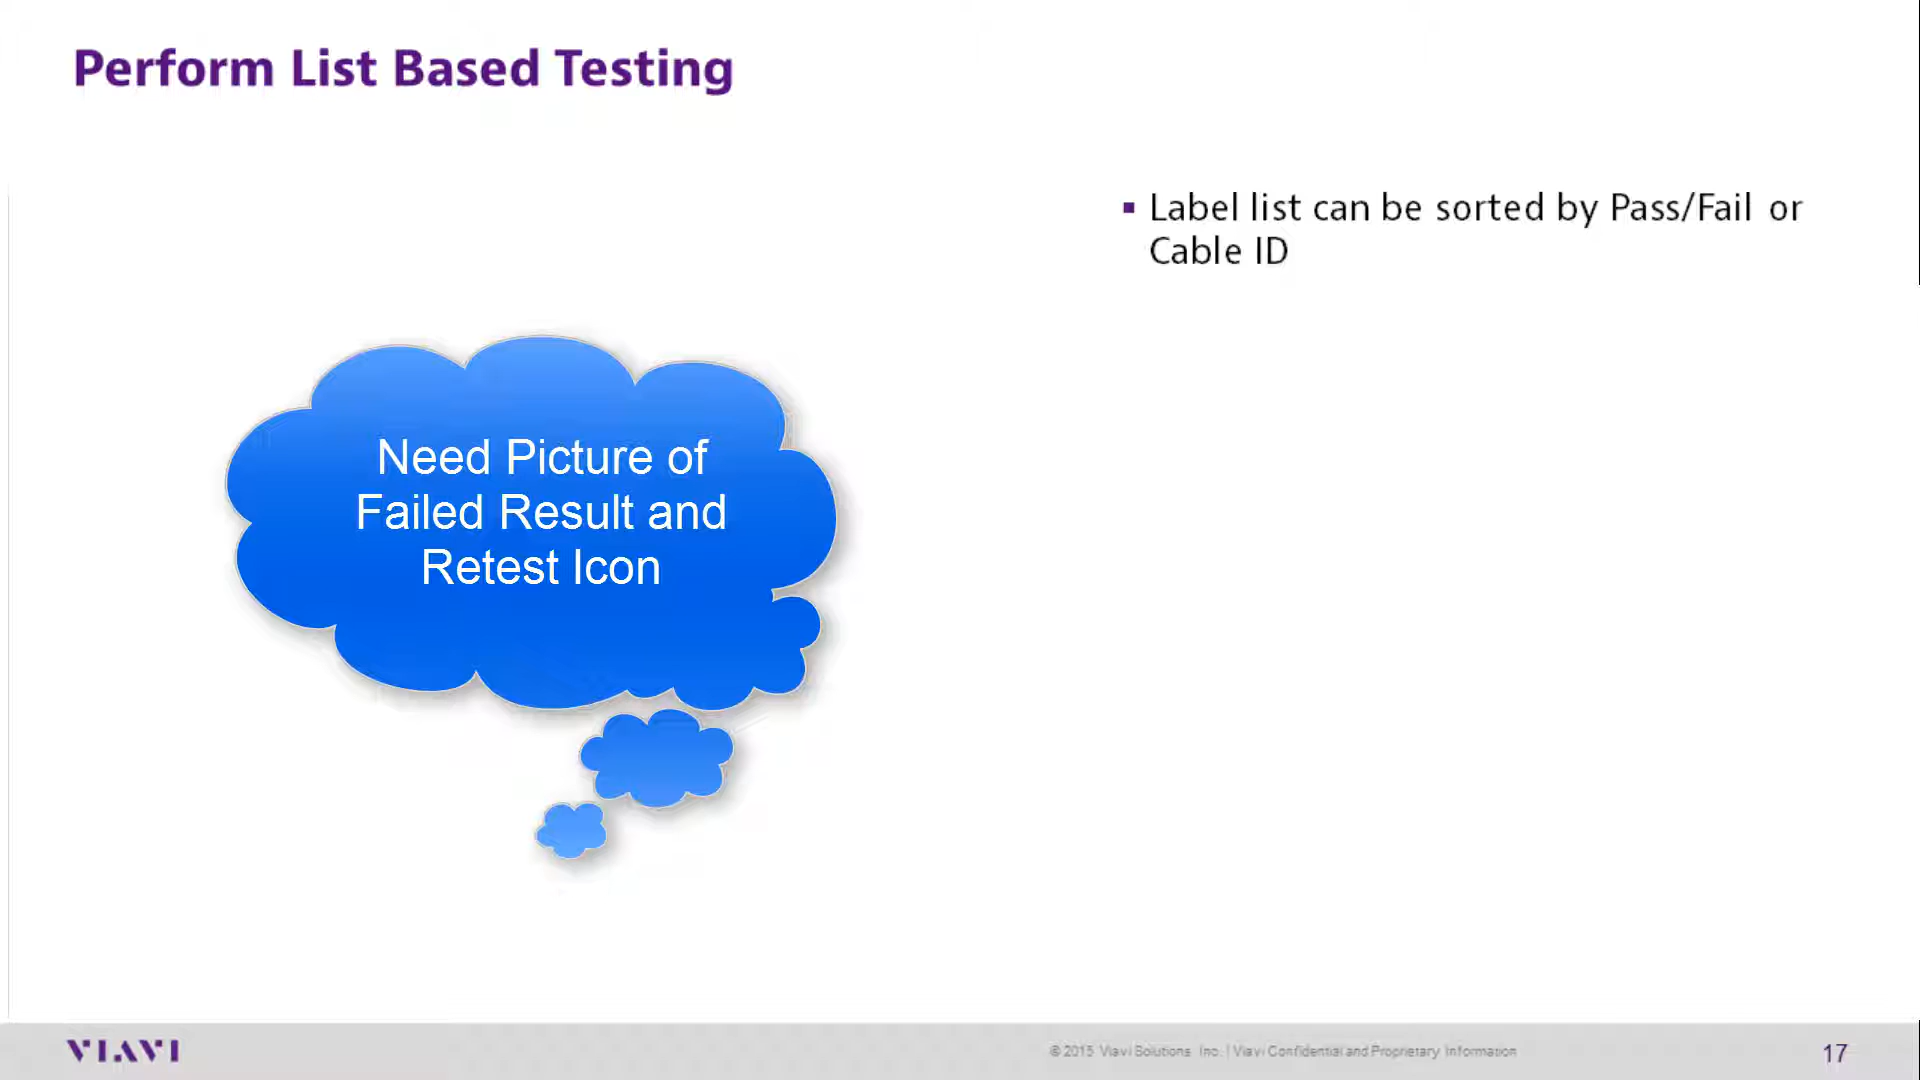 Perform List Based Testing
▪ Label list can be sorted by Pass/Fail or
Cable ID
Need Picture of
Failed Result and
Retest Icon
VIAVI
© 2015 Viavi Solutions Inc. | Viavi Confidential and Proprietary Information
17